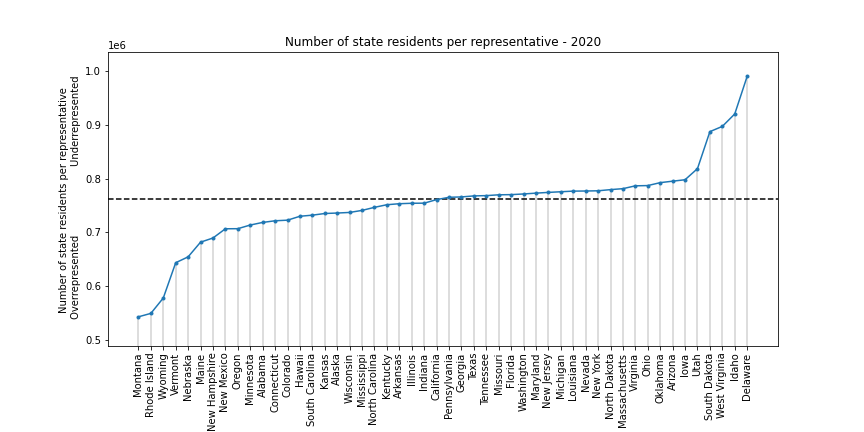 Number of state residents per representative - 2020
1e6
1.0
0.9
0.8
0.7
0.6
0.5
Number of state residents per representative
Overrepresented Underrepresented
Montana
Rhode Island
Wyoming
Vermont
Nebraska
Maine
New Hampshire
New Mexico
Oregon
Minnesota
Alabama
Connecticut
Colorado
Hawaii
South Carolina
Kansas
Alaska
Wisconsin
Mississippi
North Carolina
Kentucky
Arkansas
Illinois
Indiana
California
Pennsylvania
Georgia
Texas
Tennessee
Missouri
Florida
Washington
Maryland
New Jersey
Michigan
Louisiana
Nevada
New York
North Dakota
Massachusetts
Virginia
Ohio
Oklahoma
Arizona
Iowa
Utah
South Dakota
West Virginia
Idaho
Delaware